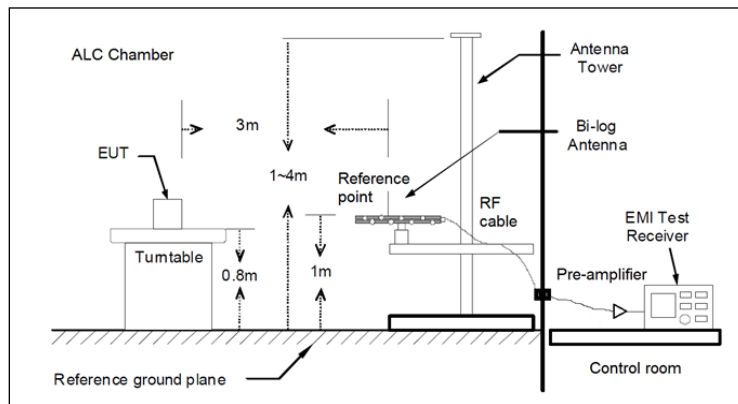 ALC Chamber
Antenna
Tower
3m
Bi-log
Antenna
EUT
1~4m
Reference
point
RF
cable
EMI Test
Receiver
Turntable
0.8m
1m
Pre-amplifier
Reference ground plane
Control room